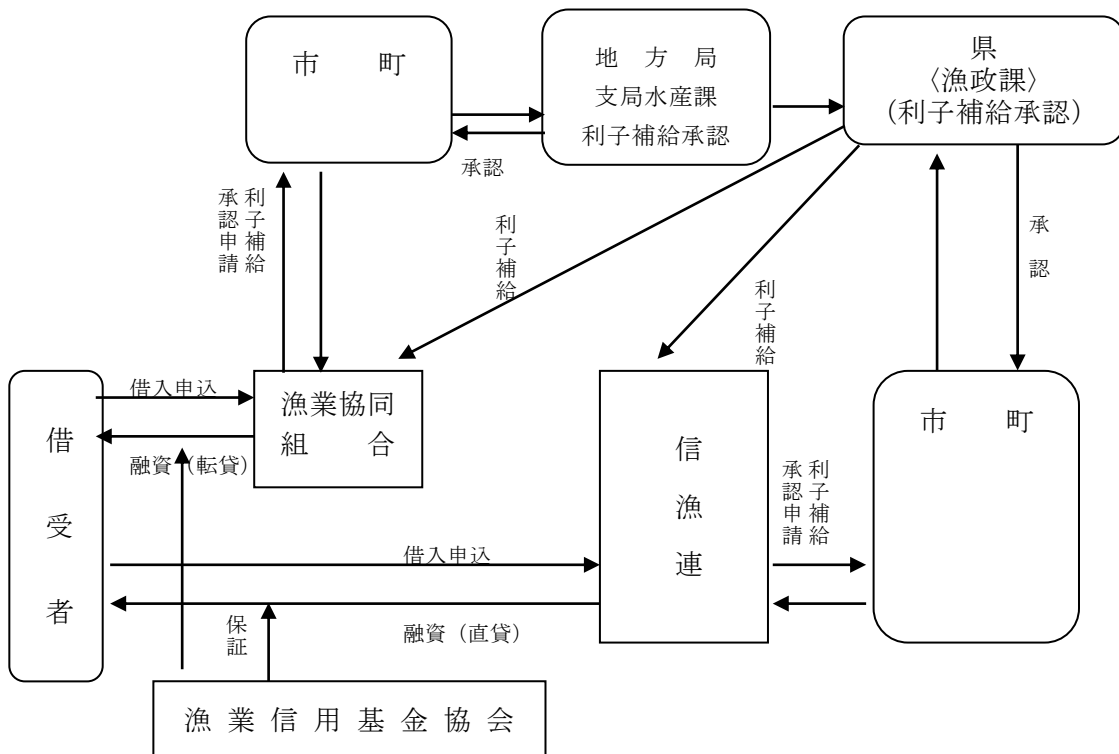 市　　町
地　方　局
支局水産課
利子補給承認
県
〈漁政課〉
（利子補給承認）
承認
利子補給
承認申請
利子補給
利子補給
承認
借受者
借入申込
融資（転貸）
漁業協同
組　　合
信漁連
利子補給
承認申請
市　　町
借入申込
融資（直貸）
保証
漁業信用基金協会